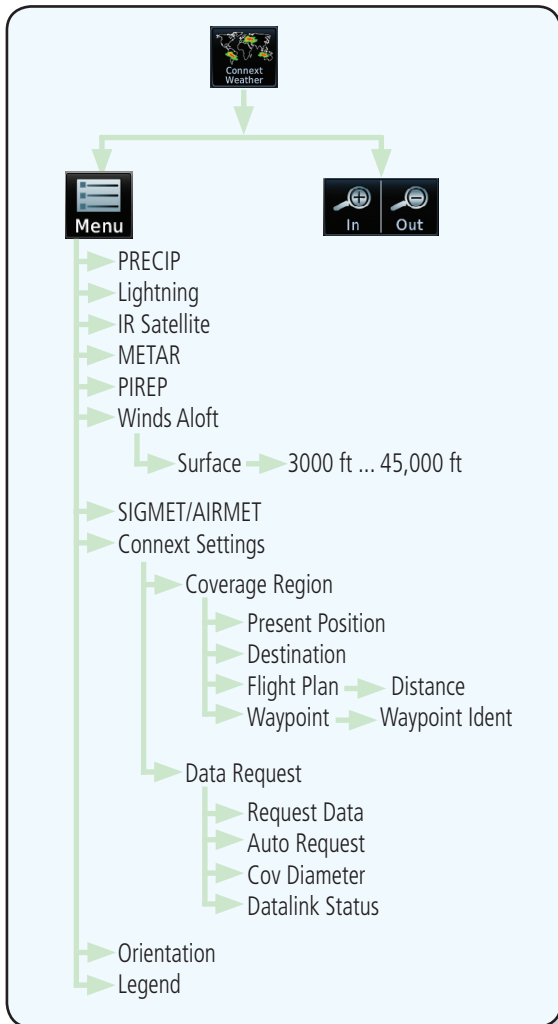 Connext
Weather
Menu
In Out
PRECIP
Lightning
IR Satellite
METAR
PIREP
Winds Aloft
Surface 3000 ft ... 45,000 ft
SIGMET/AIRMET
Connext Settings
Coverage Region
Present Position
Destination
Flight Plan Distance
Waypoint Waypoint Ident
Data Request
Request Data
Auto Request
Cov Diameter
Datalink Status
Orientation
Legend